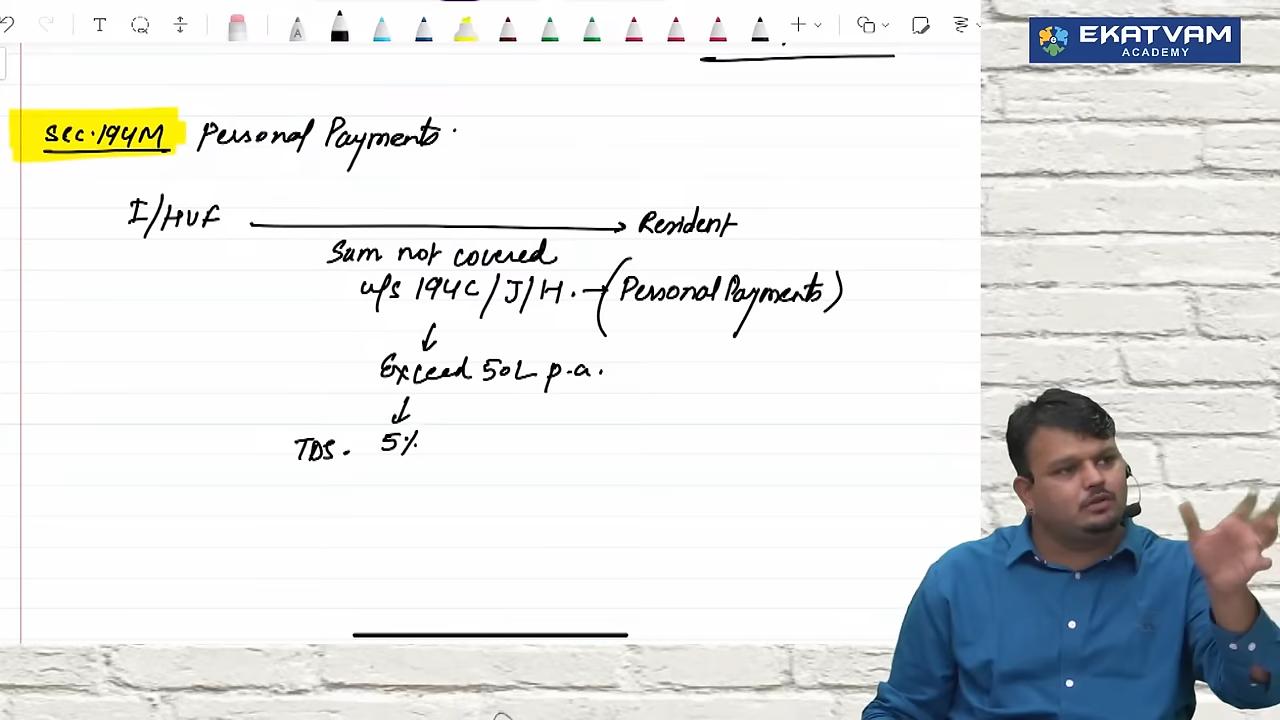 T
A
EKATVAM
ACADEMY
Sec.194M Personal Payments.
I/HUF → Resident
Sum not covered
u/s 194C/J/H. → (Personal Payments)
↓
Exceed 50L p.a.
↓
TDS. 5%